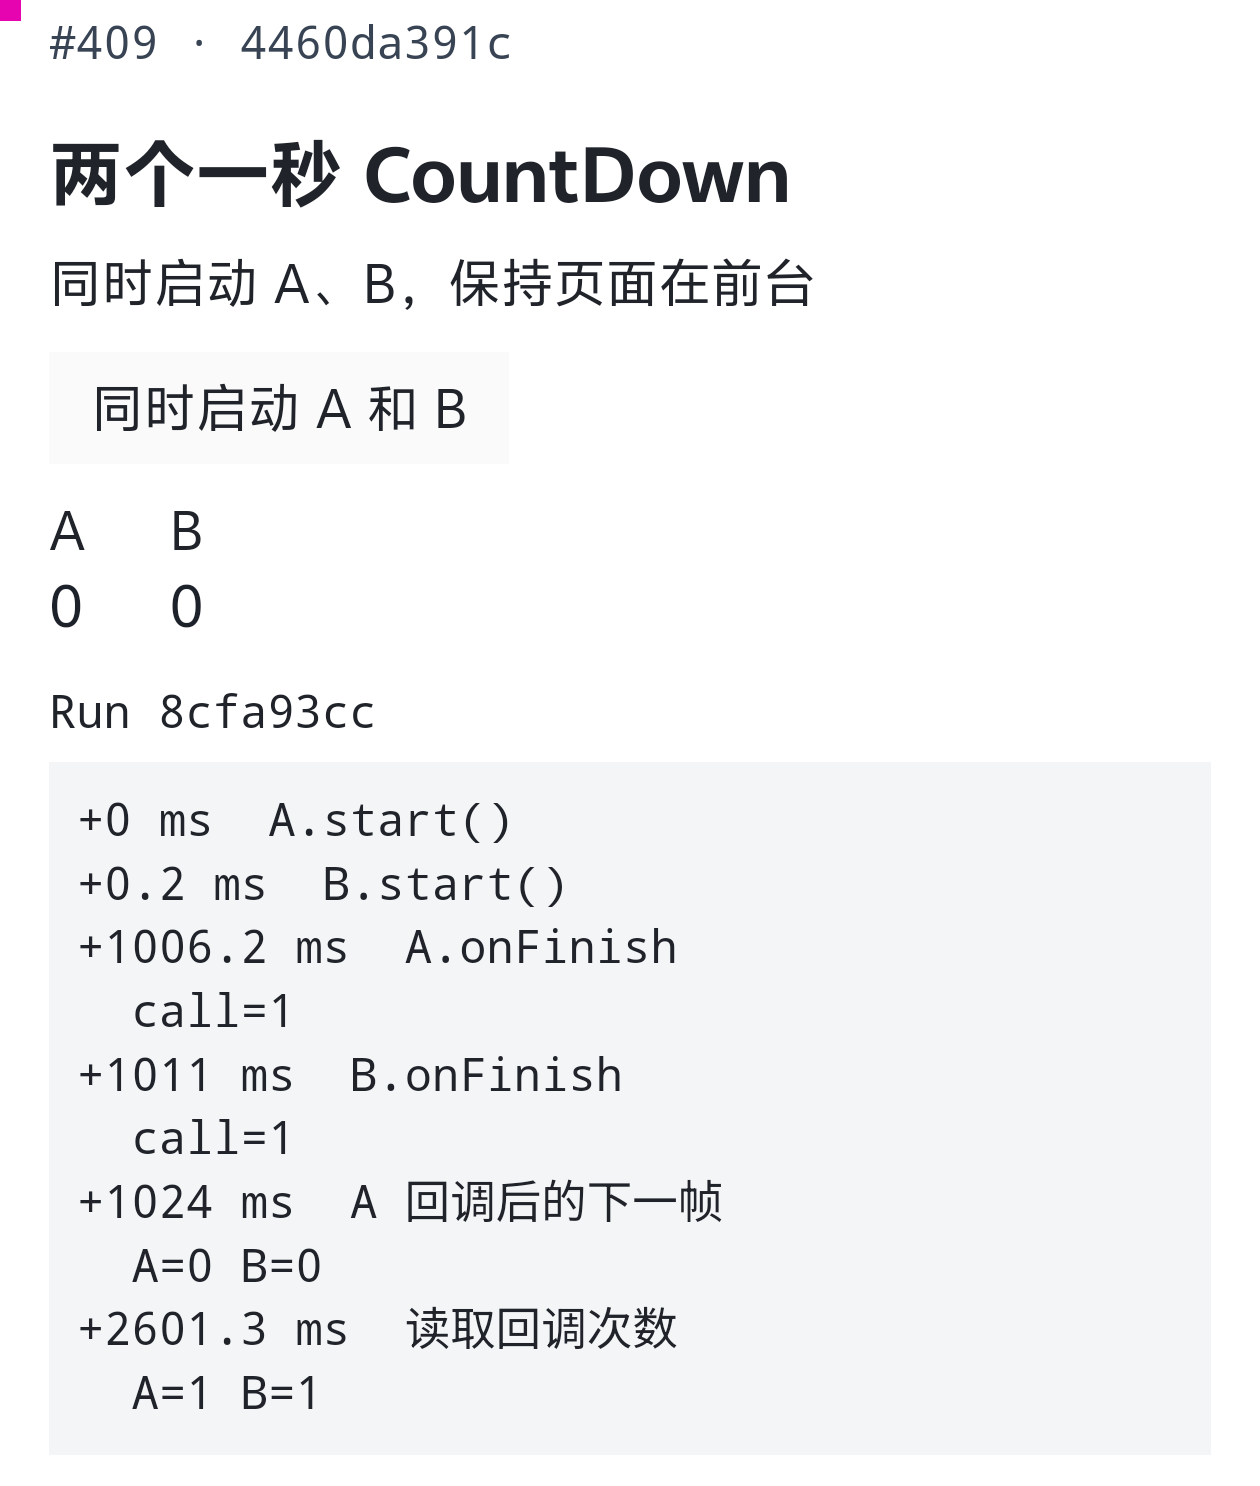 #409 · 4460da391c
两个一秒 CountDown
同时启动 A、B，保持页面在前台
同时启动 A 和 B
A B
0 0
Run 8cfa93cc
+0 ms  A.start()
+0.2 ms  B.start()
+1006.2 ms  A.onFinish
  call=1
+1011 ms  B.onFinish
  call=1
+1024 ms  A 回调后的下一帧
  A=0 B=0
+2601.3 ms  读取回调次数
  A=1 B=1